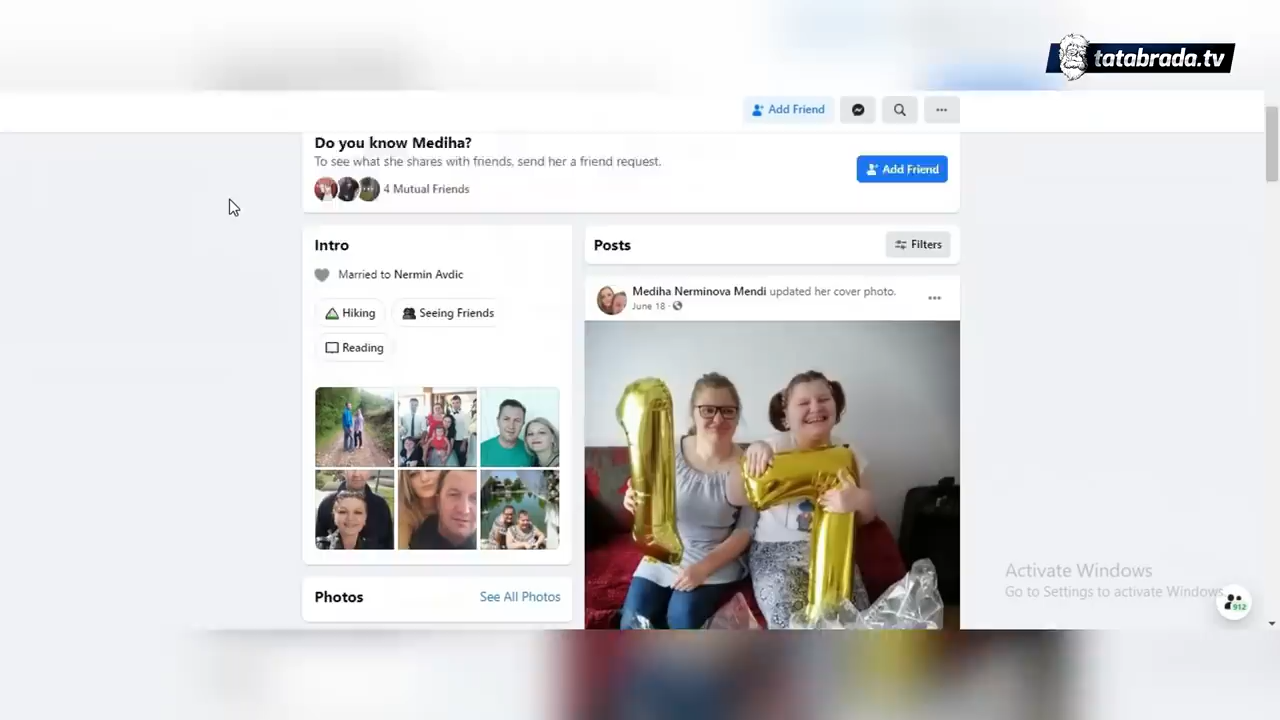 tatabrada.tv
Add Friend
Do you know Mediha?
To see what she shares with friends, send her a friend request.
Add Friend
4 Mutual Friends
Intro
Married to Nermin Avdic
Hiking
Seeing Friends
Reading
Photos
See All Photos
Posts
Filters
Mediha Nerminova Mendi updated her cover photo.
June 18 ·
Activate Windows
Go to Settings to activate Windows.
912